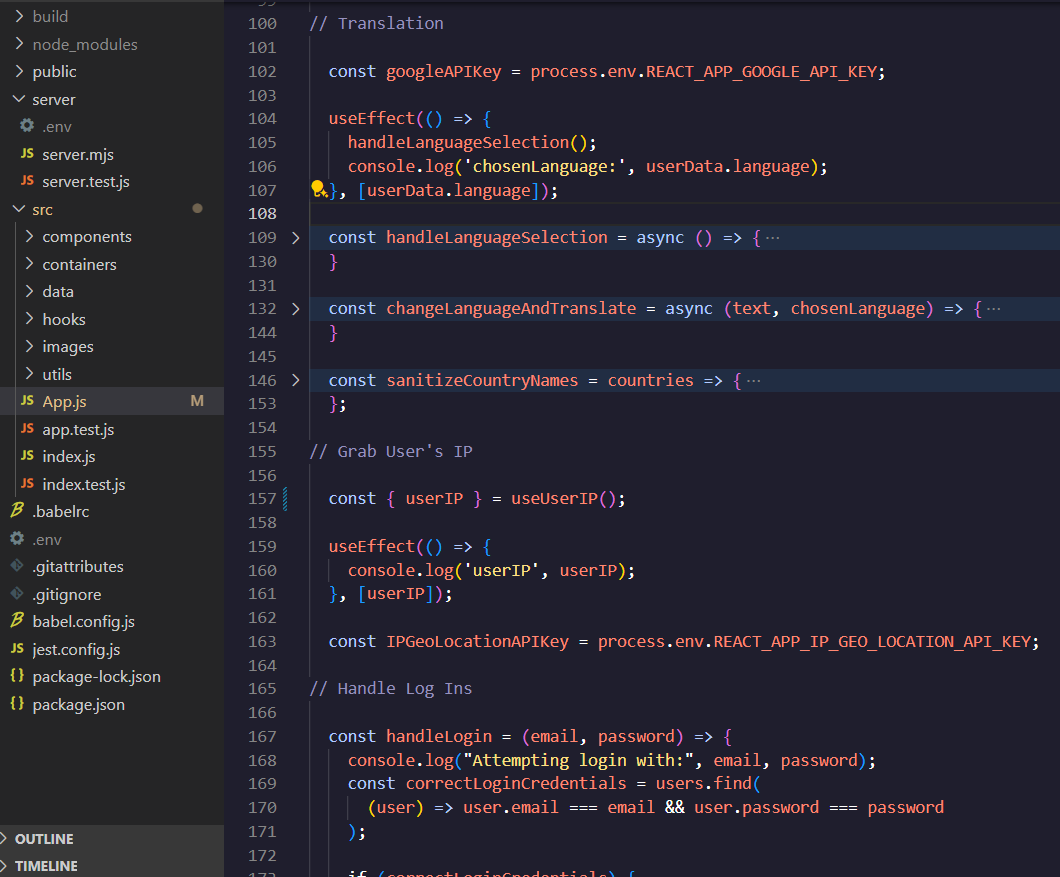 build
node_modules
public
server
.env
JS server.mjs
JS server.test.js
src
components
containers
data
hooks
images
utils
JS App.js M
JS app.test.js
JS index.js
JS index.test.js
.babelrc
.env
.gitattributes
.gitignore
babel.config.js
JS jest.config.js
{} package-lock.json
{} package.json
OUTLINE
TIMELINE
99
100 // Translation
101
102 const googleAPIKey = process.env.REACT_APP_GOOGLE_API_KEY;
103
104 useEffect(() => {
105 handleLanguageSelection();
106 console.log('chosenLanguage:', userData.language);
107 }, [userData.language]);
108
109 const handleLanguageSelection = async () => { ···
130 }
131
132 const changeLanguageAndTranslate = async (text, chosenLanguage) => { ···
144 }
145
146 const sanitizeCountryNames = countries => { ···
153 };
154
155 // Grab User's IP
156
157 const { userIP } = useUserIP();
158
159 useEffect(() => {
160 console.log('userIP', userIP);
161 }, [userIP]);
162
163 const IPGeoLocationAPIKey = process.env.REACT_APP_IP_GEO_LOCATION_API_KEY;
164
165 // Handle Log Ins
166
167 const handleLogin = (email, password) => {
168 console.log("Attempting login with:", email, password);
169 const correctLoginCredentials = users.find(
170 (user) => user.email === email && user.password === password
171 );
172
173 if (correctLoginCredentials) {